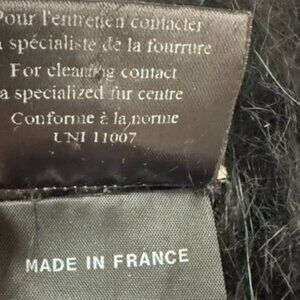 Pour l'entretien contacter
a spécialiste de la fourrure
For cleaning contact
a specialized fur centre
Conforme à la norme
UNI 11007
MADE IN FRANCE